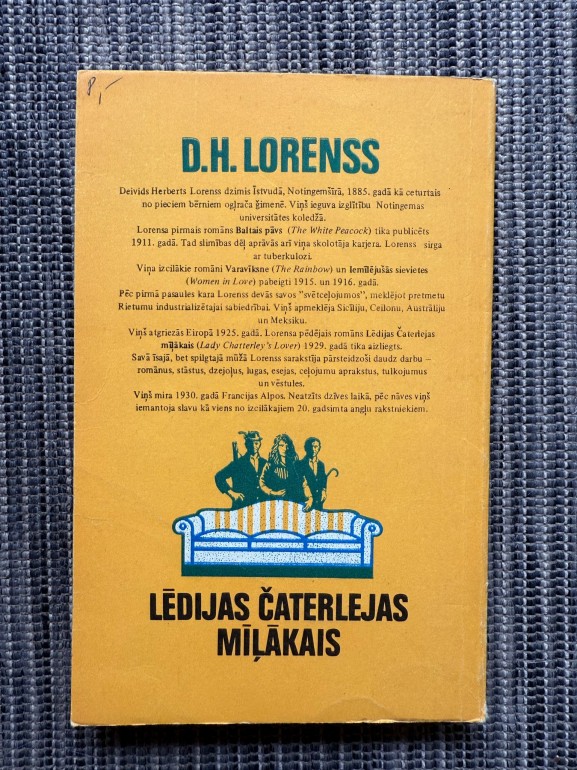 8,-
D.H. LORENSS
Deivids Herberts Lorenss dzimis Īstvudā, Notingemšīrā, 1885. gadā kā ceturtais
no pieciem bērniem ogļrača ģimenē. Viņš ieguva izglītību Notingemas
universitātes koledžā.
Lorensa pirmais romāns Baltais pāvs (The White Peacock) tika publicēts
1911. gadā. Tad slimības dēļ aprāvās arī viņa skolotāja karjera. Lorenss sirga
ar tuberkulozi.
Viņa izcilākie romāni Varavīksne (The Rainbow) un Iemīlējušās sievietes
(Women in Love) pabeigti 1915. un 1916. gadā.
Pēc pirmā pasaules kara Lorenss devās savos "svētceļojumos", meklējot pretmetu
Rietumu industrializētajai sabiedrībai. Viņš apmeklēja Sicīliju, Ceilonu, Austrāliju
un Meksiku.
Viņš atgriezās Eiropā 1925. gadā. Lorensa pēdējais romāns Lēdijas Čaterlejas
mīļākais (Lady Chatterley's Lover) 1929. gadā tika aizliegts.
Savā īsajā, bet spilgtajā mūžā Lorenss sarakstīja pārsteidzoši daudz darbu –
romānus, stāstus, dzejoļus, lugas, esejas, ceļojumu aprakstus, tulkojumus
un vēstules.
Viņš mira 1930. gadā Francijas Alpos. Neatzīts dzīves laikā, pēc nāves viņš
iemantoja slavu kā viens no izcilākajiem 20. gadsimta angļu rakstniekiem.
LĒDIJAS ČATERLEJAS
MĪĻĀKAIS